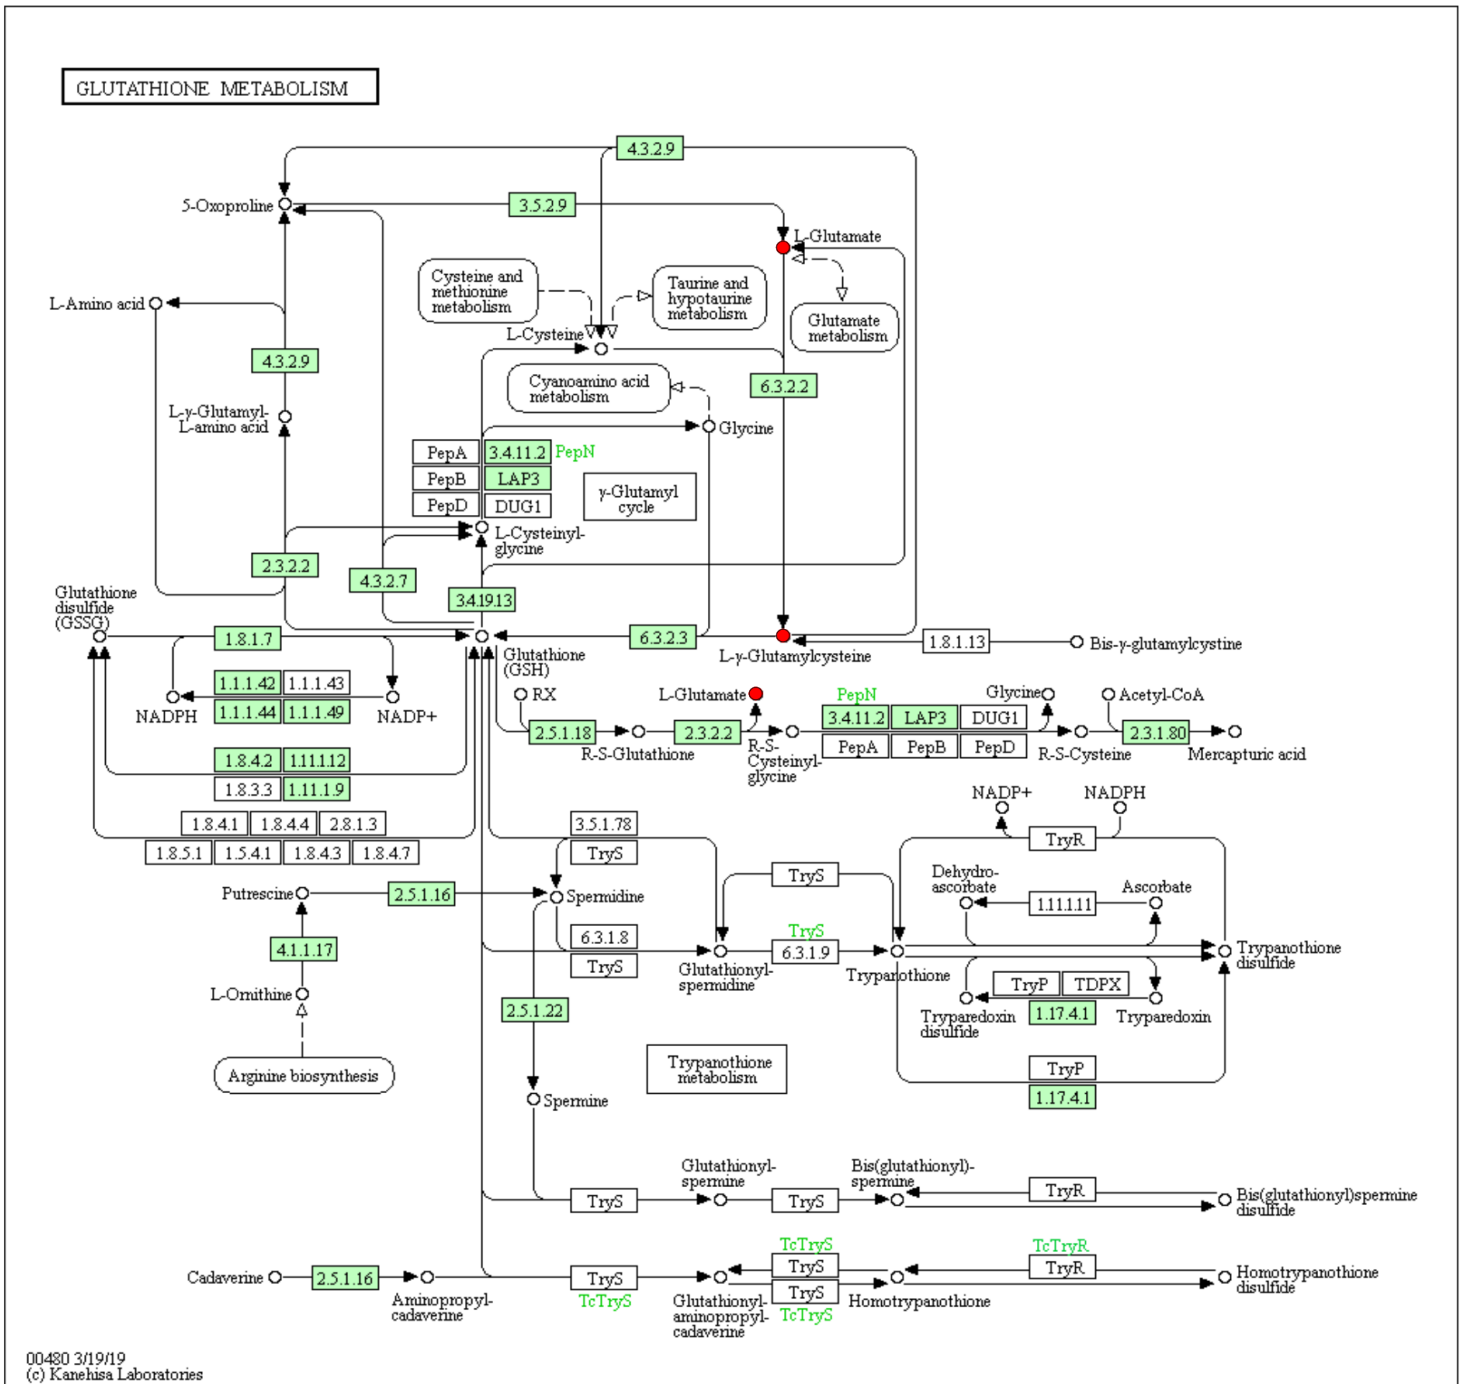 GLUTATHIONE METABOLISM
4.3.2.9
5-Oxoproline
3.5.2.9
L-Glutamate
Cysteine and
methionine
metabolism
Taurine and
hypotaurine
metabolism
L-Amino acid
Glutamate
metabolism
L-Cysteine
4.3.2.9
Cyanoamino acid
metabolism
6.3.2.2
L-γ-Glutamyl-
L-amino acid
Glycine
PepA
3.4.11.2
PepN
PepB
LAP3
PepD
DUG1
γ-Glutamyl
cycle
L-Cysteinyl-
glycine
2.3.2.2
4.3.2.7
3.4.19.13
Glutathione
disulfide
(GSSG)
1.8.1.7
6.3.2.3
1.8.1.13
Bis-γ-glutamylcystine
Glutathione
(GSH)
L-γ-Glutamylcysteine
1.1.1.42
1.1.1.43
1.1.1.44
1.1.1.49
NADPH
NADP+
RX
L-Glutamate
PepN
Glycine
Acetyl-CoA
2.5.1.18
R-S-Glutathione
2.3.2.2
R-S-
Cysteinyl-
glycine
3.4.11.2
LAP3
DUG1
PepA
PepB
PepD
R-S-Cysteine
2.3.1.80
Mercapturic acid
1.8.4.2
1.11.1.12
1.8.3.3
1.11.1.9
1.8.4.1
1.8.4.4
2.8.1.3
1.8.5.1
1.5.4.1
1.8.4.3
1.8.4.7
3.5.1.78
TryS
NADP+
NADPH
TryR
Putrescine
2.5.1.16
Spermidine
TryS
Dehydro-
ascorbate
1.11.1.11
Ascorbate
4.1.1.17
6.3.1.8
TryS
Glutathionyl-
spermidine
TryS
6.3.1.9
Trypanothione
Trypanothione
disulfide
L-Ornithine
2.5.1.22
TryP
TDPX
1.17.4.1
Tryparedoxin
disulfide
Tryparedoxin
Arginine biosynthesis
Trypanothione
metabolism
TryP
1.17.4.1
Spermine
TryS
Glutathionyl-
spermine
TryS
Bis(glutathionyl)-
spermine
TryR
Bis(glutathionyl)spermine
disulfide
Cadaverine
2.5.1.16
Aminopropyl-
cadaverine
TryS
TcTryS
Glutathionyl-
aminopropyl-
cadaverine
TcTryS
TryS
TryS
TcTryS
Homotrypanothione
TcTryR
TryR
Homotrypanothione
disulfide
00480 3/19/19
(c) Kanehisa Laboratories